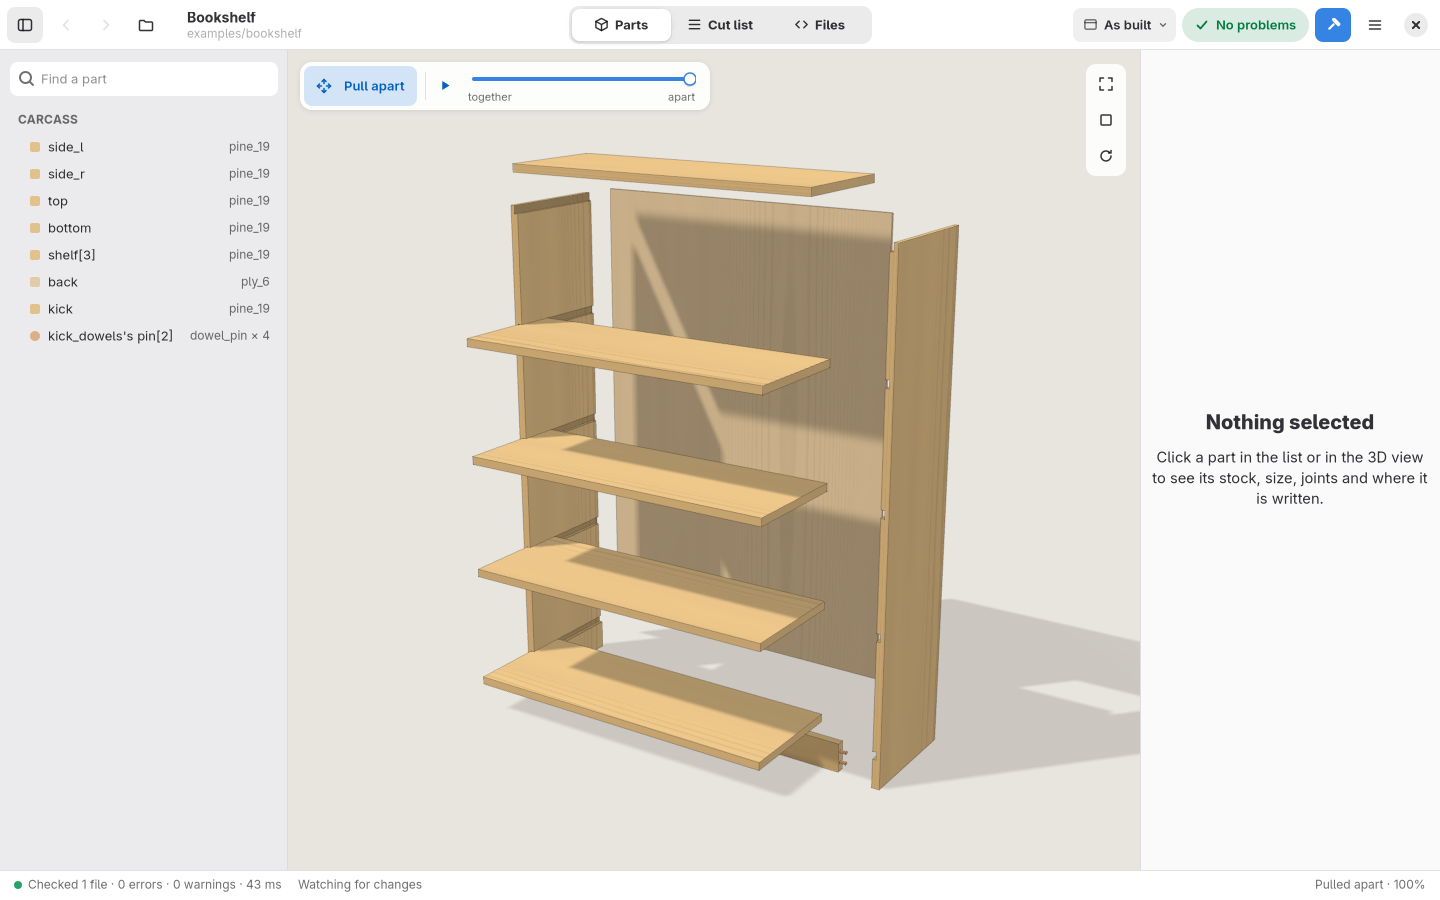 Bookshelf
examples/bookshelf
Parts
Cut list
Files
As built
No problems
Find a part
Pull apart
together
apart
CARCASS
side_l pine_19
side_r pine_19
top pine_19
bottom pine_19
shelf[3] pine_19
back ply_6
kick pine_19
kick_dowels's pin[2] dowel_pin × 4
Nothing selected
Click a part in the list or in the 3D view
to see its stock, size, joints and where it
is written.
Checked 1 file · 0 errors · 0 warnings · 43 ms
Watching for changes
Pulled apart · 100%